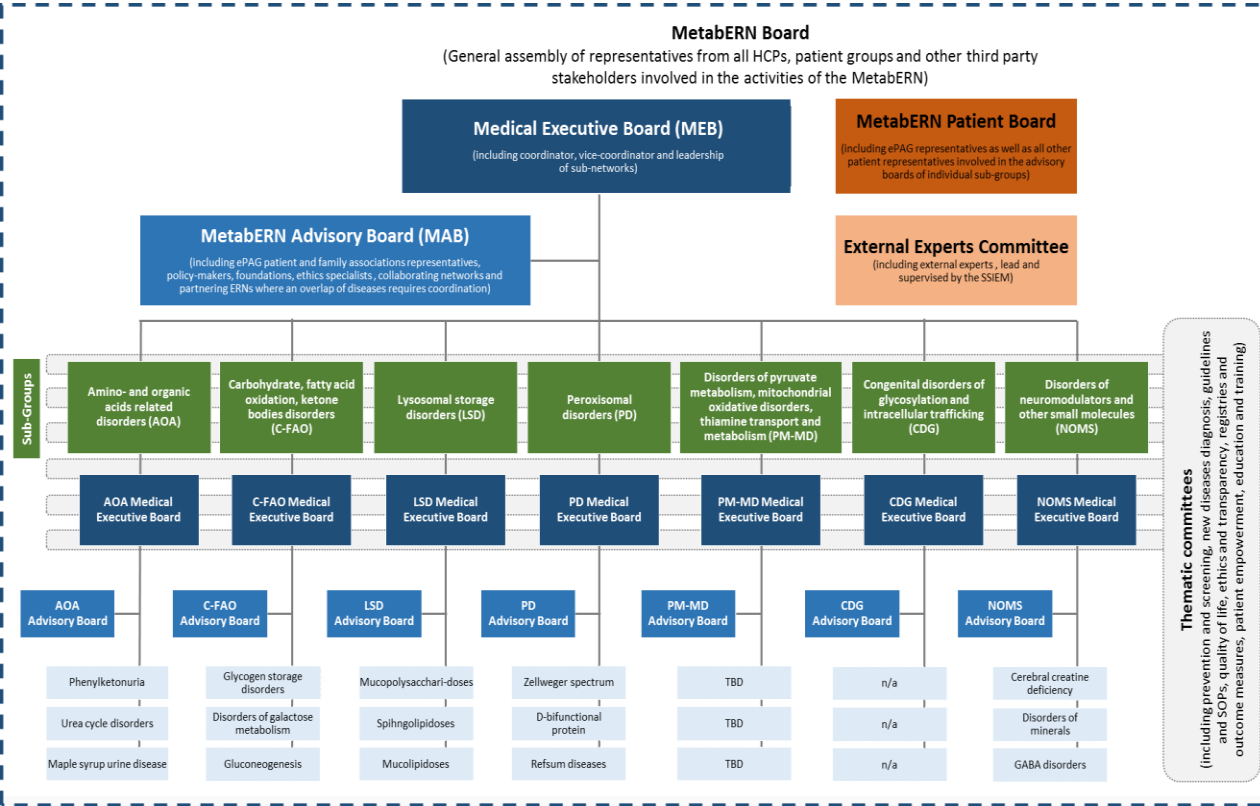 MetabERN Board
(General assembly of representatives from all HCPs, patient groups and other third party
stakeholders involved in the activities of the MetabERN)
Medical Executive Board (MEB)
(including coordinator, vice-coordinator and leadership
of sub-networks)
MetabERN Patient Board
(including ePAG representatives as well as all other
patient representatives involved in the advisory
boards of individual sub-groups)
MetabERN Advisory Board (MAB)
(including ePAG patient and family associations representatives,
policy-makers, foundations, ethics specialists, collaborating networks and
partnering ERNs where an overlap of diseases requires coordination)
External Experts Committee
(including external experts , lead and
supervised by the SSIEM)
Sub-Groups
Amino- and organic
acids related
disorders (AOA)
Carbohydrate, fatty acid
oxidation, ketone
bodies disorders
(C-FAO)
Lysosomal storage
disorders (LSD)
Peroxisomal disorders (PD)
Disorders of pyruvate
metabolism, mitochondrial
oxidative disorders,
thiamine transport and
metabolism (PM-MD)
Congenital disorders of
glycosylation and
intracellular trafficking
(CDG)
Disorders of
neuromodulators and
other small molecules
(NOMS)
AOA Medical
Executive Board
C-FAO Medical
Executive Board
LSD Medical
Executive Board
PD Medical
Executive Board
PM-MD Medical
Executive Board
CDG Medical
Executive Board
NOMS Medical
Executive Board
AOA
Advisory Board
C-FAO
Advisory Board
LSD
Advisory Board
PD
Advisory Board
PM-MD
Advisory Board
CDG
Advisory Board
NOMS
Advisory Board
Phenylketonuria
Glycogen storage
disorders
Mucopolysacchari-doses
Zellweger spectrum
TBD
n/a
Cerebral creatine
deficiency
Urea cycle disorders
Disorders of galactose
metabolism
Spihngolipidoses
D-bifunctional
protein
TBD
n/a
Disorders of
minerals
Maple syrup urine disease
Gluconeogenesis
Mucolipidoses
Refsum diseases
TBD
n/a
GABA disorders
Thematic committees
(including prevention and screening, new diseases diagnosis, guidelines
and SOPs, quality of life, ethics and transparency, registries and
outcome measures, patient empowerment, education and training)